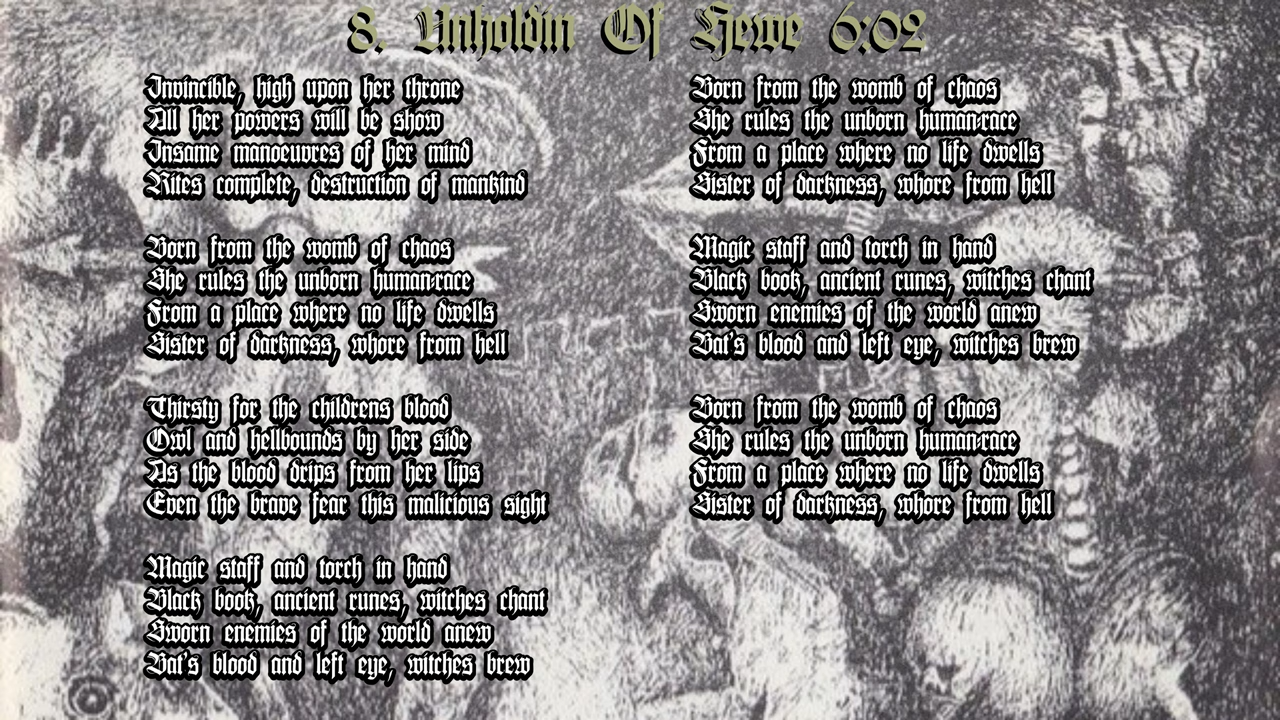 8. Unholdin Of Hewe 6:02
Invincible, high upon her throne
All her powers will be show
Insame manoeuvres of her mind
Rites complete, destruction of mankind
Born from the womb of chaos
She rules the unborn human-race
From a place where no life dwells
Sister of darkness, whore from hell
Thirsty for the childrens blood
Owl and hellbounds by her side
As the blood drips from her lips
Even the brave fear this malicious sight
Magic staff and torch in hand
Black book, ancient runes, witches chant
Sworn enemies of the world anew
Bat's blood and left eye, witches brew
Born from the womb of chaos
She rules the unborn human-race
From a place where no life dwells
Sister of darkness, whore from hell
Magic staff and torch in hand
Black book, ancient runes, witches chant
Sworn enemies of the world anew
Bat's blood and left eye, witches brew
Born from the womb of chaos
She rules the unborn human-race
From a place where no life dwells
Sister of darkness, whore from hell